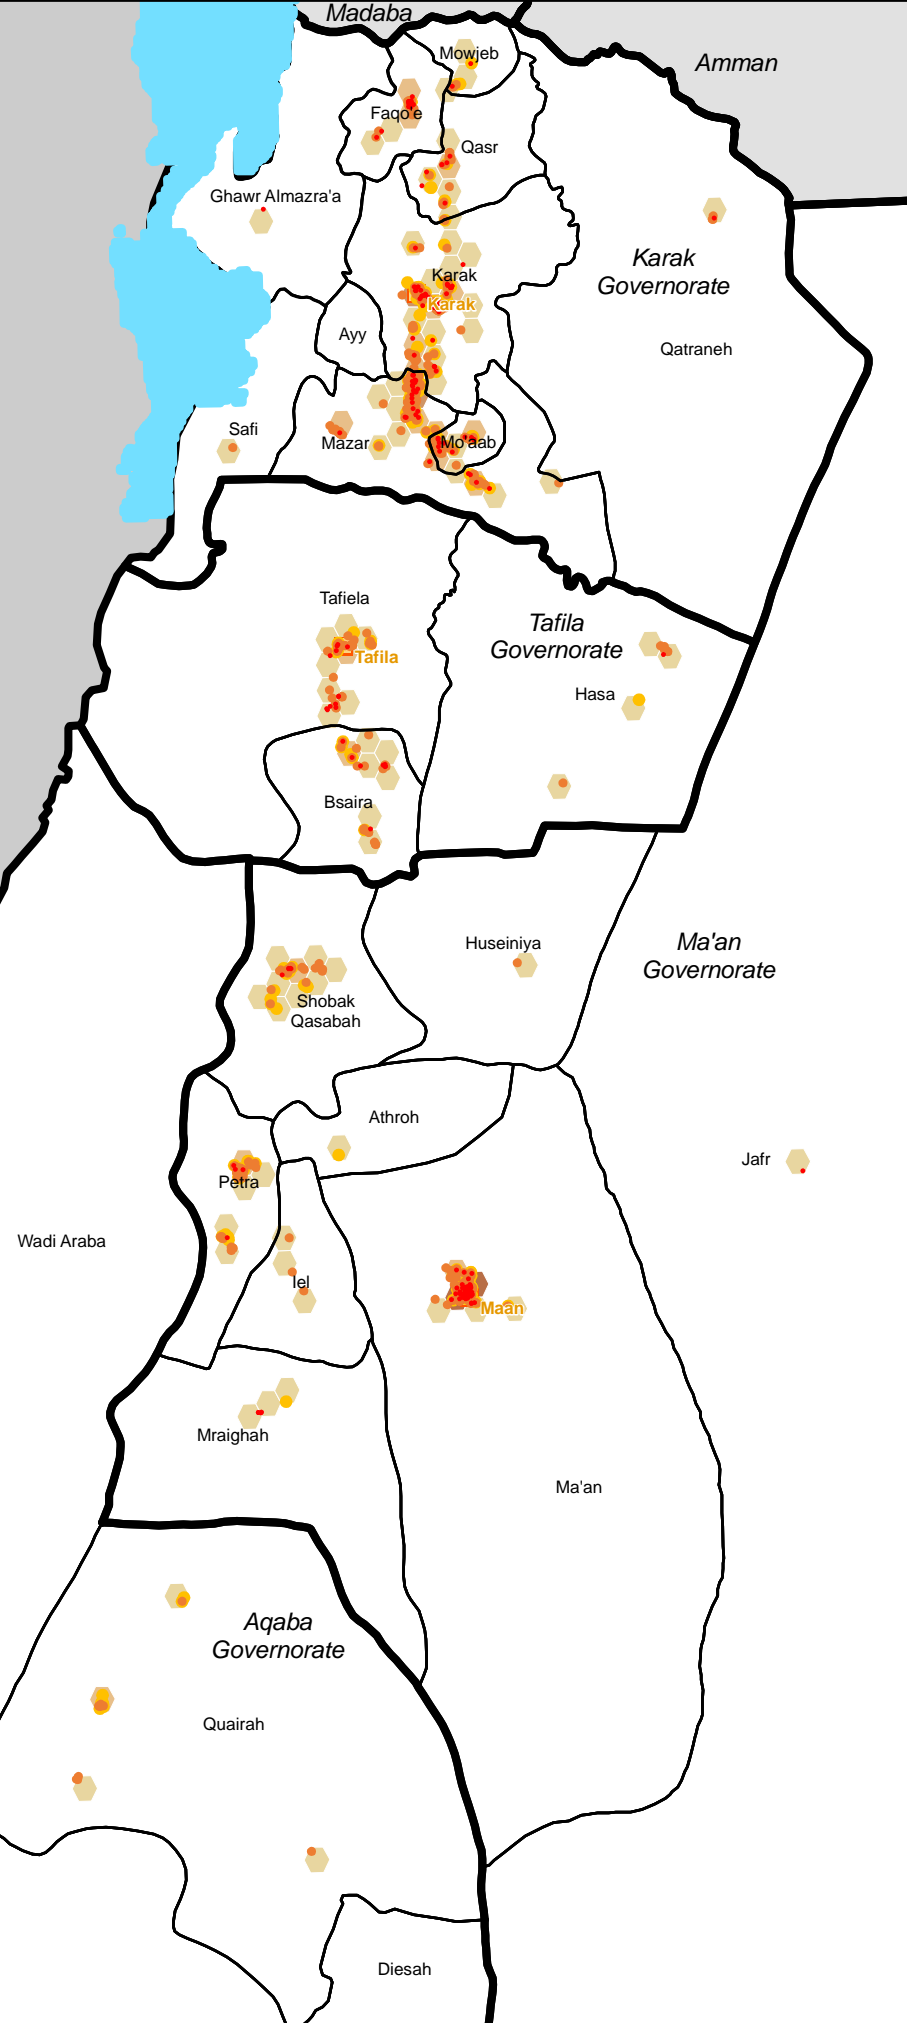 Madaba
Mowjeb
Amman
Faqo'e
Qasr
Ghawr Almazra'a
Karak
Governorate
Karak
Karak
Ayy
Qatraneh
Safi
Mazar
Mo'aab
Tafiela
Tafila
Governorate
Tafila
Hasa
Bsaira
Huseiniya
Ma'an
Governorate
Shobak
Qasabah
Athroh
Jafr
Petra
Wadi Araba
Iel
Maan
Mraighah
Ma'an
Aqaba
Governorate
Quairah
Diesah